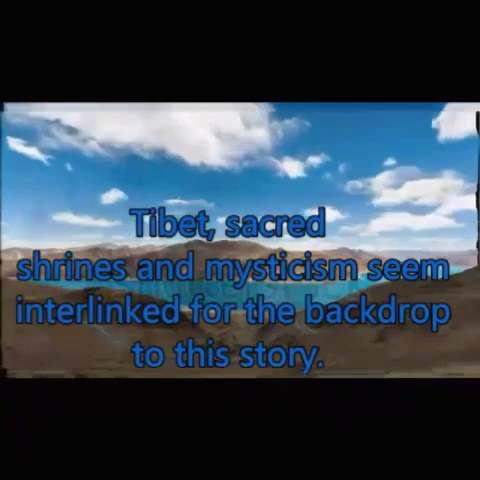 Tibet, sacred
shrines and mysticism seem
interlinked for the backdrop
to this story.